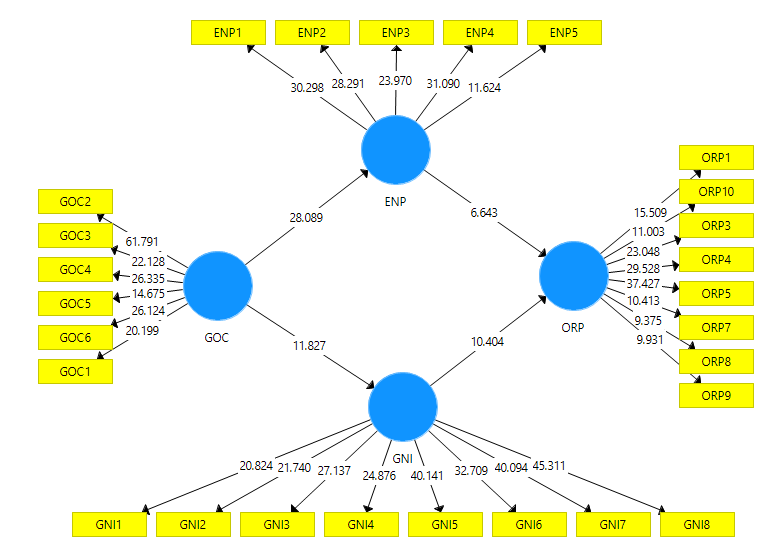 ENP1 ENP2 ENP3 ENP4 ENP5
30.298 28.291 23.970 31.090 11.624
ENP
GOC2
GOC3
GOC4
GOC5
GOC6
GOC1
61.791
22.128
26.335
14.675
26.124
20.199
GOC
28.089
11.827
6.643
10.404
ORP
15.509
11.003
23.048
29.528
37.427
10.413
9.375
9.931
ORP1
ORP10
ORP3
ORP4
ORP5
ORP7
ORP8
ORP9
GNI
20.824 21.740 27.137 24.876 40.141 32.709 40.094 45.311
GNI1 GNI2 GNI3 GNI4 GNI5 GNI6 GNI7 GNI8